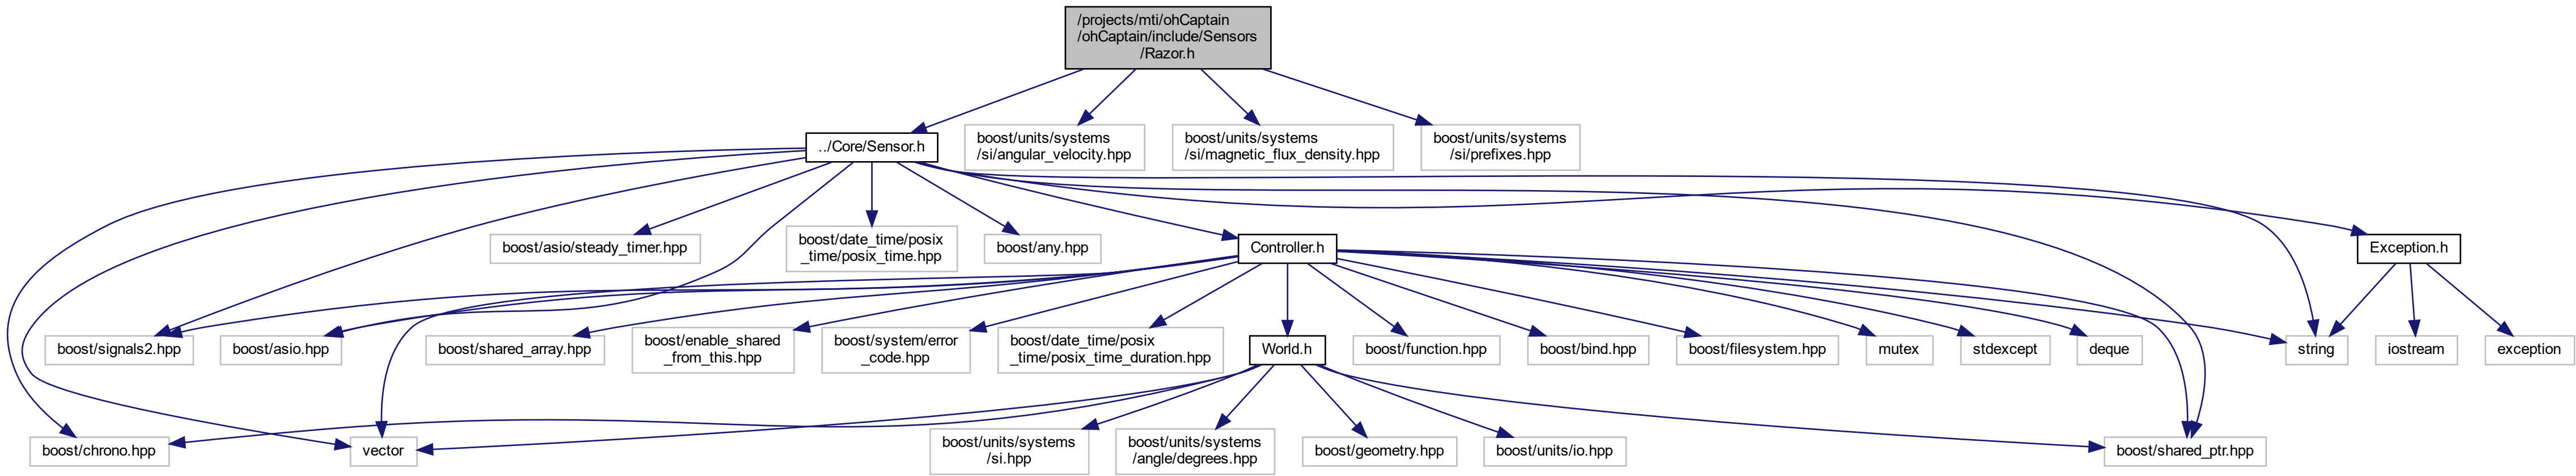 /projects/mti/ohCaptain
/ohCaptain/include/Sensors
/Razor.h
../Core/Sensor.h
boost/units/systems
/si/angular_velocity.hpp
boost/units/systems
/si/magnetic_flux_density.hpp
boost/units/systems
/si/prefixes.hpp
boost/asio/steady_timer.hpp
boost/date_time/posix
_time/posix_time.hpp
boost/any.hpp
Controller.h
Exception.h
boost/signals2.hpp
boost/asio.hpp
boost/shared_array.hpp
boost/enable_shared
_from_this.hpp
boost/system/error
_code.hpp
boost/date_time/posix
_time/posix_time_duration.hpp
World.h
boost/function.hpp
boost/bind.hpp
boost/filesystem.hpp
mutex
stdexcept
deque
string
iostream
exception
boost/chrono.hpp
vector
boost/units/systems
/si.hpp
boost/units/systems
/angle/degrees.hpp
boost/geometry.hpp
boost/units/io.hpp
boost/shared_ptr.hpp